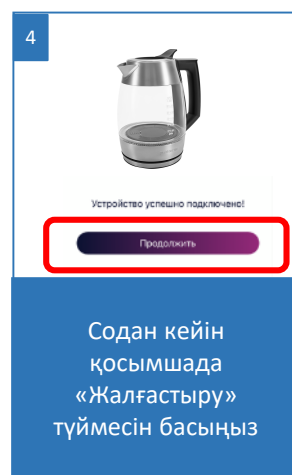 4
Устройство успешно подключено!
Продолжить
Содан кейін
қосымшада
«Жалғастыру»
түймесін басыңыз